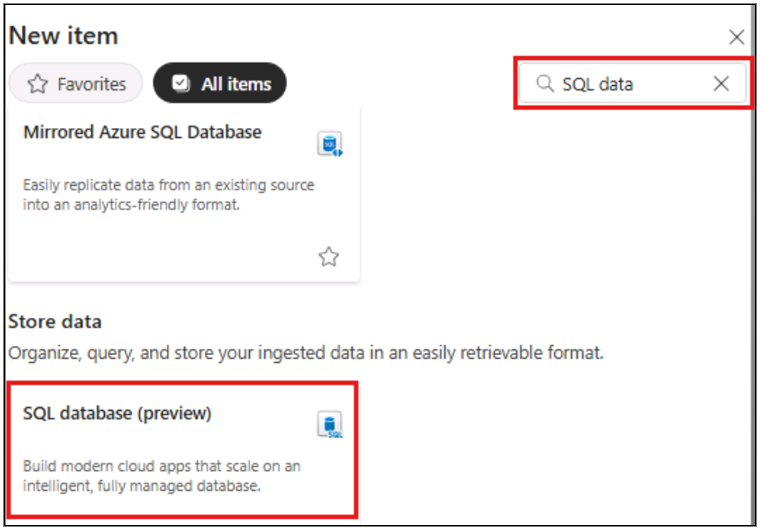 New item
Favorites
All items
SQL data
Mirrored Azure SQL Database
SQL
Easily replicate data from an existing source
into an analytics-friendly format.
Store data
Organize, query, and store your ingested data in an easily retrievable format.
SQL database (preview)
SQL
Build modern cloud apps that scale on an
intelligent, fully managed database.